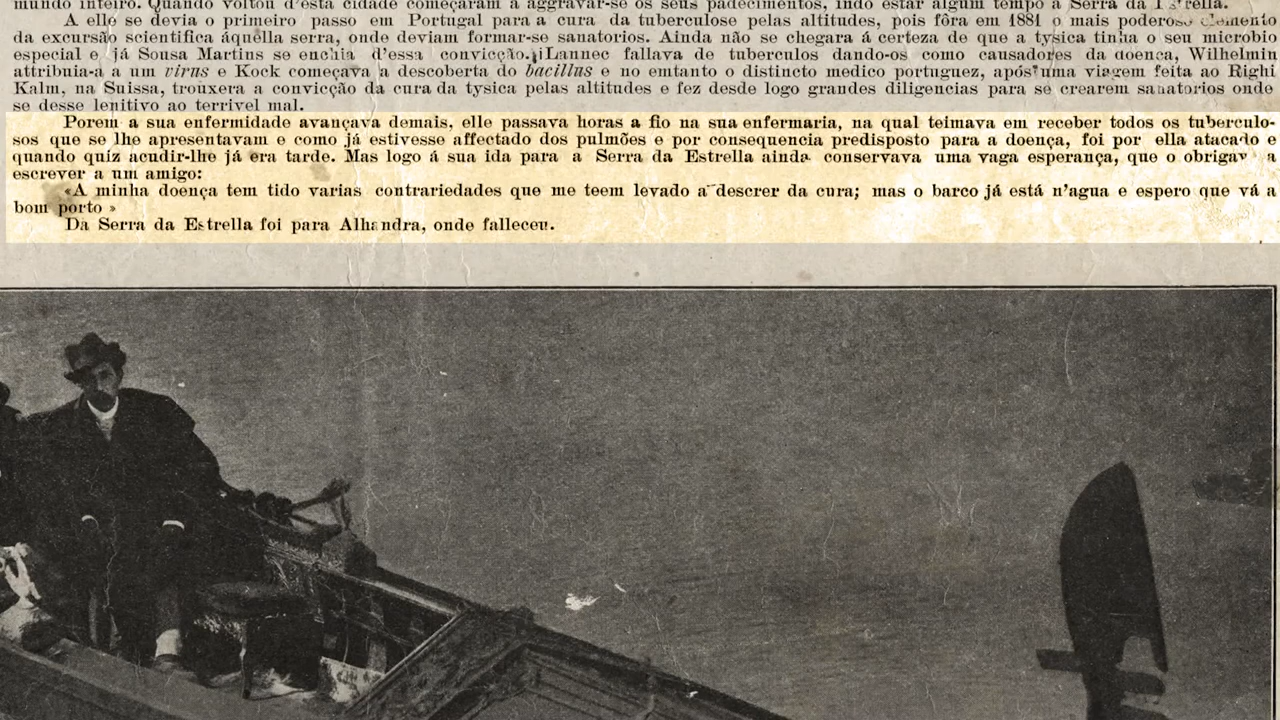 mundo inteiro. Quando voltou d'esta cidade começaram a aggravar-se os seus padecimentos, indo estar algum tempo á Serra da
A elle se devia o primeiro passo em Portugal para a cura da tuberculose pelas altitudes, pois fôra em 1881 o mais poderoso elemento
da excursão scientifica áquella serra, onde deviam formar-se sanatorios. Ainda não se chegara á certeza de que a tysica tinha o seu microbio
especial e já Sousa Martins se enchia d'essa convicção. Lannec fallava de tuberculos dando-os como causadores da doença, Wilhelmin
attribuia-a a um virus e Kock começava a descoberta do bacillus e no emtanto o distincto medico portuguez, após uma viagem feita ao Righi
Kalm, na Suissa, trouxera a convicção da cura da tysica pelas altitudes e fez desde logo grandes diligencias para se crearem sanatorios onde
se desse lenitivo ao terrivel mal.
Porem a sua enfermidade avançava demais, elle passava horas a fio na sua enfermaria, na qual teimava em receber todos os tuberculo-
sos que se lhe apresentavam e como já estivesse affectado dos pulmões e por consequencia predisposto para a doença, foi por ella atacado e
quando quíz acudir-lhe já era tarde. Mas logo á sua ida para a Serra da Estrella ainda conservava uma vaga esperança, que o obrigava a
escrever a um amigo:
«A minha doença tem tido varias contrariedades que me teem levado a descrer da cura; mas o barco já está n'agua e espero que vá a
bom porto »
Da Serra da Estrella foi para Alhandra, onde falleceu.